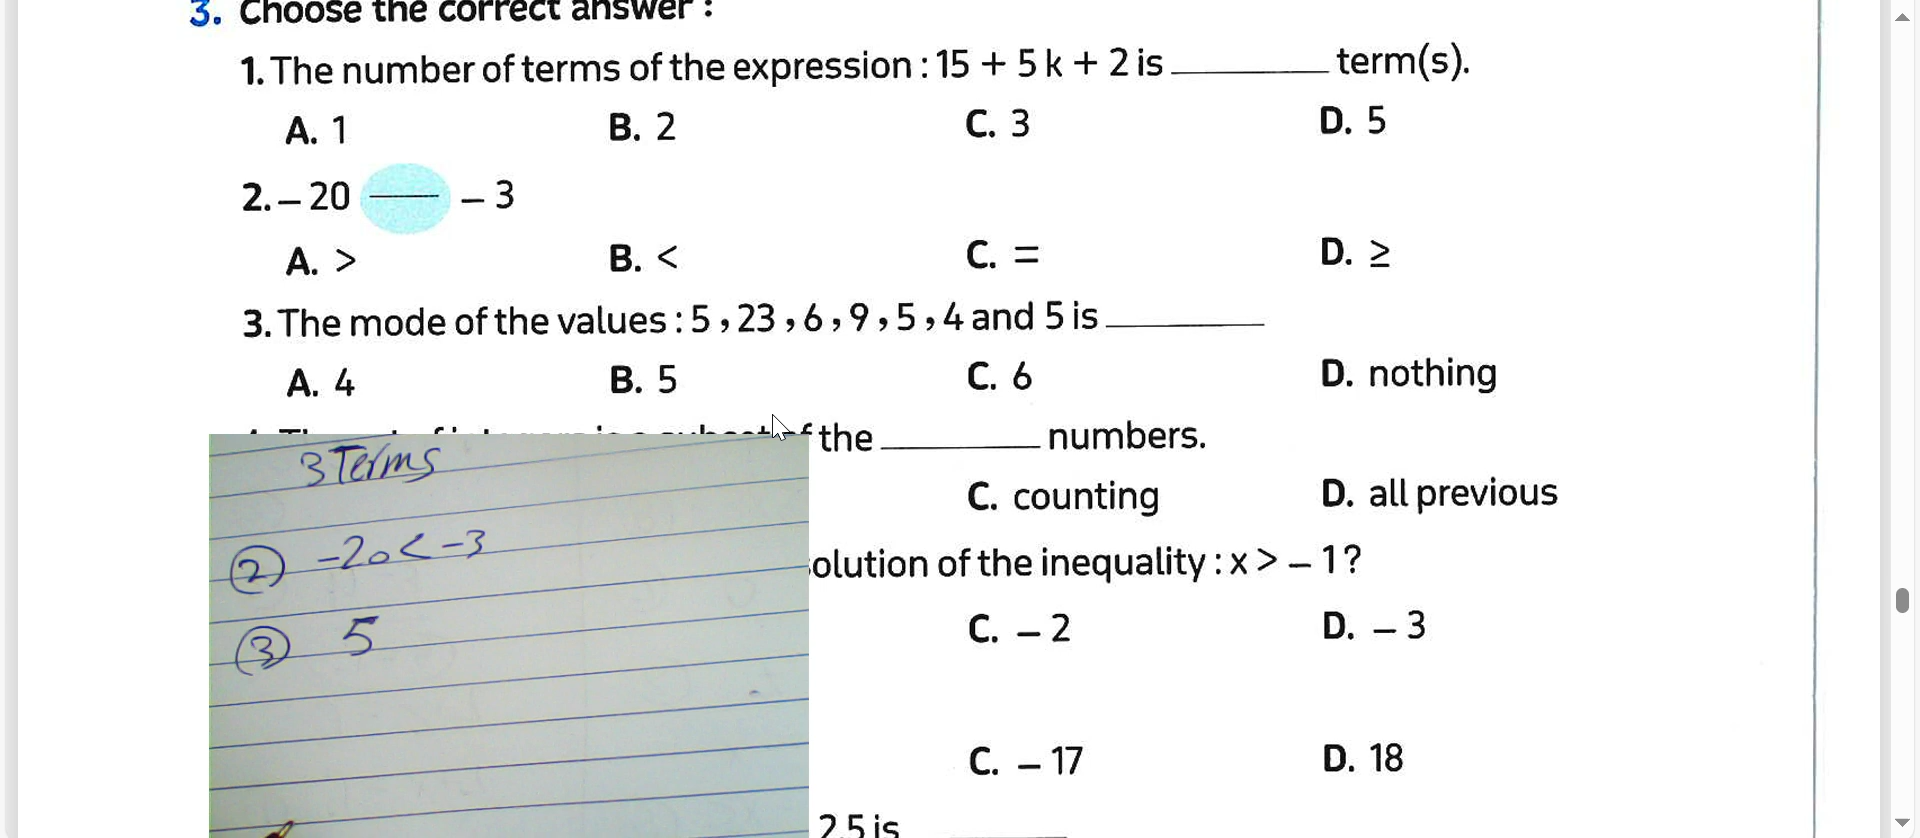 3. Choose the correct answer :
1. The number of terms of the expression : 15 + 5 k + 2 is ________ term(s).
A. 1 B. 2 C. 3 D. 5
2. – 20 ____ – 3
A. > B. < C. = D. ≥
3. The mode of the values : 5 , 23 , 6 , 9 , 5 , 4 and 5 is ________
A. 4 B. 5 C. 6 D. nothing
the ________ numbers.
C. counting D. all previous
olution of the inequality : x > – 1?
C. – 2 D. – 3
C. – 17 D. 18
2.5 is ________
3 Terms
② -20 < -3
③ 5